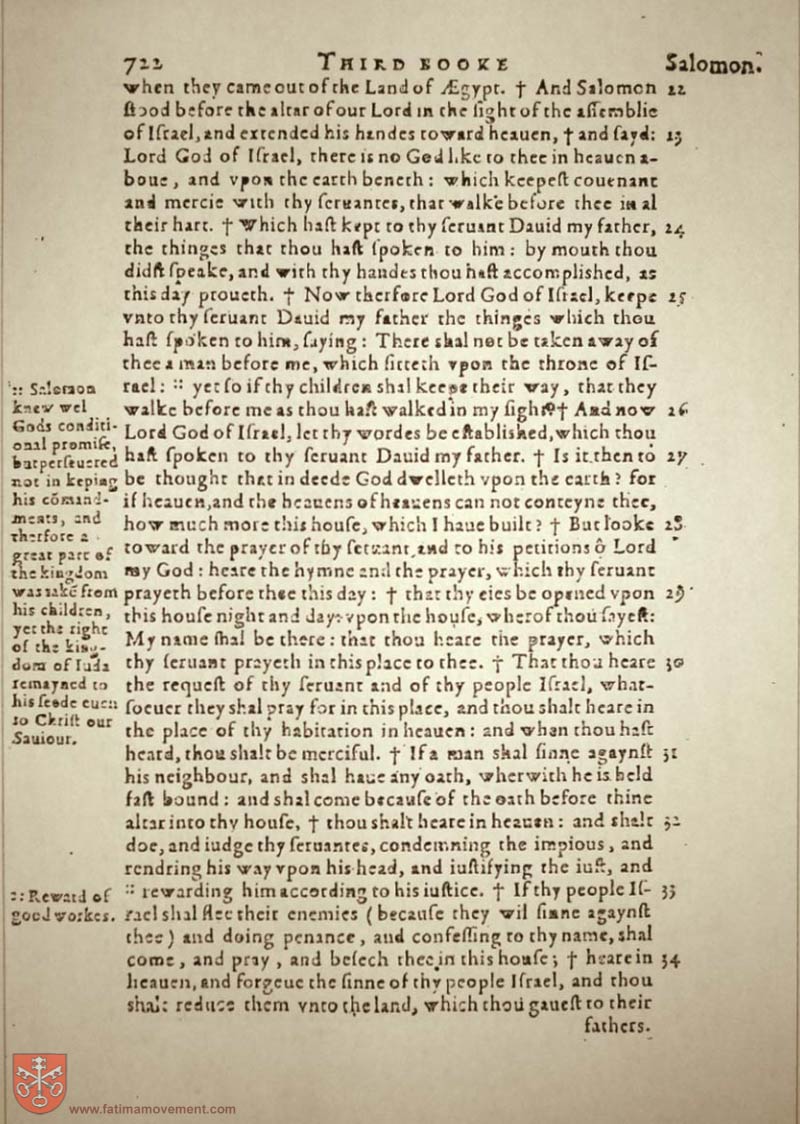 722 THIRD BOOKE Salomon.
when they came out of the Land of Ægypt. † And Salomon 22
ſtood before the altar of our Lord in the ſight of the aſſemblie
of Iſrael, and extended his handes toward heauen, † and ſayd: 23
Lord God of Iſrael, there is no God like to thee in heauen a-
boue, and vpon the earth beneth: which keepeſt couenant
and mercie with thy ſeruantes, that walke before thee in al
their hart. † Which haſt kept to thy ſeruant Dauid my father, 24
the thinges that thou haſt ſpoken to him: by mouth thou
didſt ſpeake, and with thy handes thou haſt accompliſhed, as
this day proueth. † Now therfore Lord God of Iſrael, keepe 25
vnto thy ſeruant Dauid my father the thinges which thou
haſt ſpoken to him, ſaying: There shal not be taken away of
thee a man before me, which ſitteth vpon the throne of Iſ-
rael: :: yet ſo if thy children shal keepe their way, that they
walke before me as thou haſt walked in my ſight. † And now 26
Lord God of Iſrael, let thy wordes be eſtablished, which thou
haſt ſpoken to thy ſeruant Dauid my father. † Is it then to 27
be thought that in deede God dwelleth vpon the earth? for
if heauen, and the heauens of heauens can not conteyne thee,
how much more this houſe, which I haue built? † But looke 28
toward the prayer of thy ſeruant, and to his petitions ô Lord
my God: heare the hymne and the prayer, which thy ſeruant
prayeth before thee this day: † that thy eies be opened vpon 29
this houſe night and day: vpon the houſe, wherof thou ſayeſt:
My name ſhal be there: that thou heare the prayer, which
thy ſeruant prayeth in this place to thee. † That thou heare 30
the requeſt of thy ſeruant and of thy people Iſrael, what-
ſoeuer they shal pray for in this place, and thou shalt heare in
the place of thy habitation in heauen: and when thou haſt
heard, thou shalt be merciful. † If a man shal ſinne agaynſt 31
his neighbour, and shal haue any oath, wherwith he is held
faſt bound: and shal come becauſe of the oath before thine
altar into thy houſe, † thou shalt heare in heauen: and shalt 32
doe, and iudge thy ſeruantes, condemning the impious, and
rendring his way vpon his head, and iuſtifying the iuſt, and
:: rewarding him according to his iuſtice. † If thy people Iſ- 33
rael shal flee their enemies (becauſe they wil ſinne agaynſt
thee) and doing penance, and confeſſing to thy name, shal
come, and pray, and beſech thee in this houſe; † heare in 34
heauen, and forgeue the ſinne of thy people Iſrael, and thou
shalt reduce them vnto the land, which thou gaueſt to their
fathers.
:: Salomon
knew wel
Gods conditi-
onal promiſe,
but perſeuered
not in keping
his cōmand-
ments, and
therfore a
great part of
the kingdom
was take from
his children,
yet the right
of the king-
dom of Iuda
remayned to
his ſeede euen
to Chriſt our
Sauiour.
:: Reward of
good workes.
www.fatimamovement.com